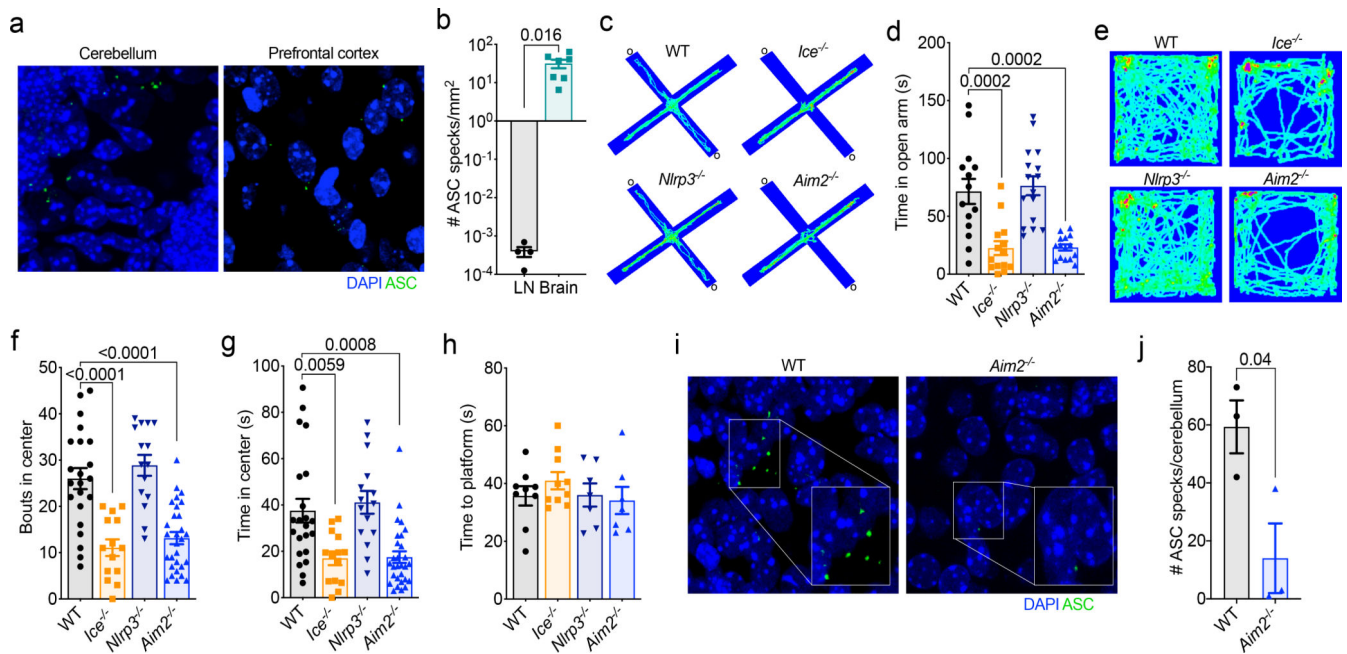 a
Cerebellum
Prefrontal cortex
DAPI ASC
b
0.016
# ASC specks/mm²
10²
10¹
10⁰
10⁻¹
10⁻²
10⁻³
10⁻⁴
LN Brain
c
o
WT
o
Ice⁻/⁻
o
o
o
Nlrp3⁻/⁻
o
Aim2⁻/⁻
o
o
d
Time in open arm (s)
200
150
100
50
0
0.0002
0.0002
WT
Ice⁻/⁻
Nlrp3⁻/⁻
Aim2⁻/⁻
e
WT
Ice⁻/⁻
Nlrp3⁻/⁻
Aim2⁻/⁻
f
Bouts in center
50
40
30
20
10
0
<0.0001
<0.0001
WT
Ice⁻/⁻
Nlrp3⁻/⁻
Aim2⁻/⁻
g
Time in center (s)
100
80
60
40
20
0
0.0008
0.0059
WT
Ice⁻/⁻
Nlrp3⁻/⁻
Aim2⁻/⁻
h
Time to platform (s)
80
60
40
20
0
WT
Ice⁻/⁻
Nlrp3⁻/⁻
Aim2⁻/⁻
i
WT
Aim2⁻/⁻
DAPI ASC
j
# ASC specks/cerebellum
80
60
40
20
0
0.04
WT
Aim2⁻/⁻